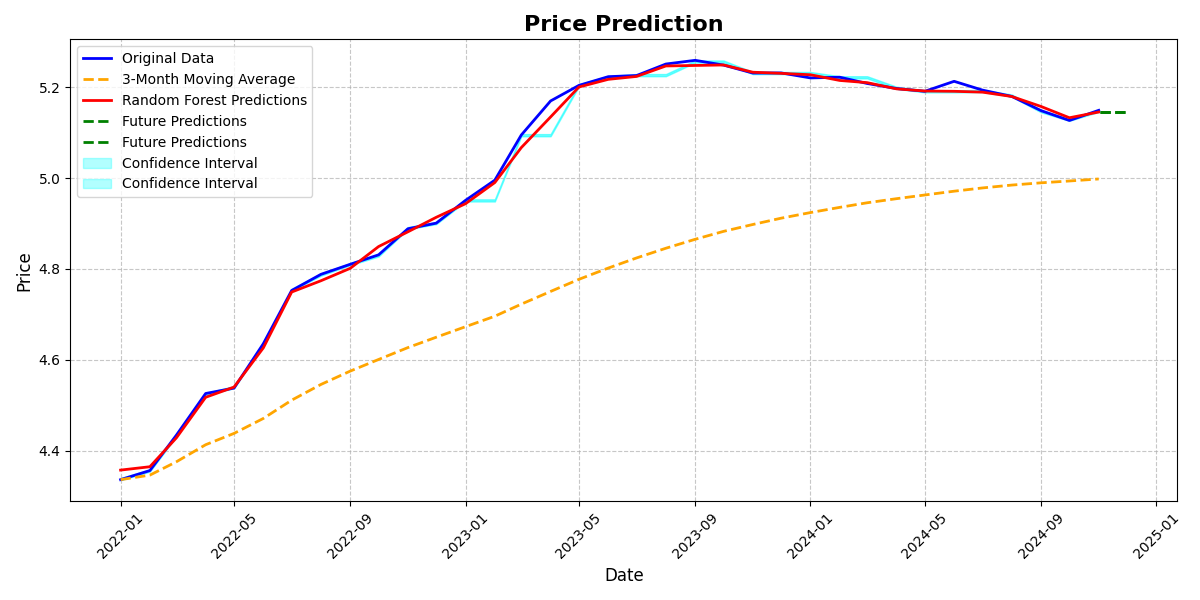 Price Prediction
Original Data
3-Month Moving Average
Random Forest Predictions
Future Predictions
Future Predictions
Confidence Interval
Confidence Interval
5.2
5.0
4.8
4.6
4.4
Price
2022-01
2022-05
2022-09
2023-01
2023-05
2023-09
2024-01
2024-05
2024-09
2025-01
Date